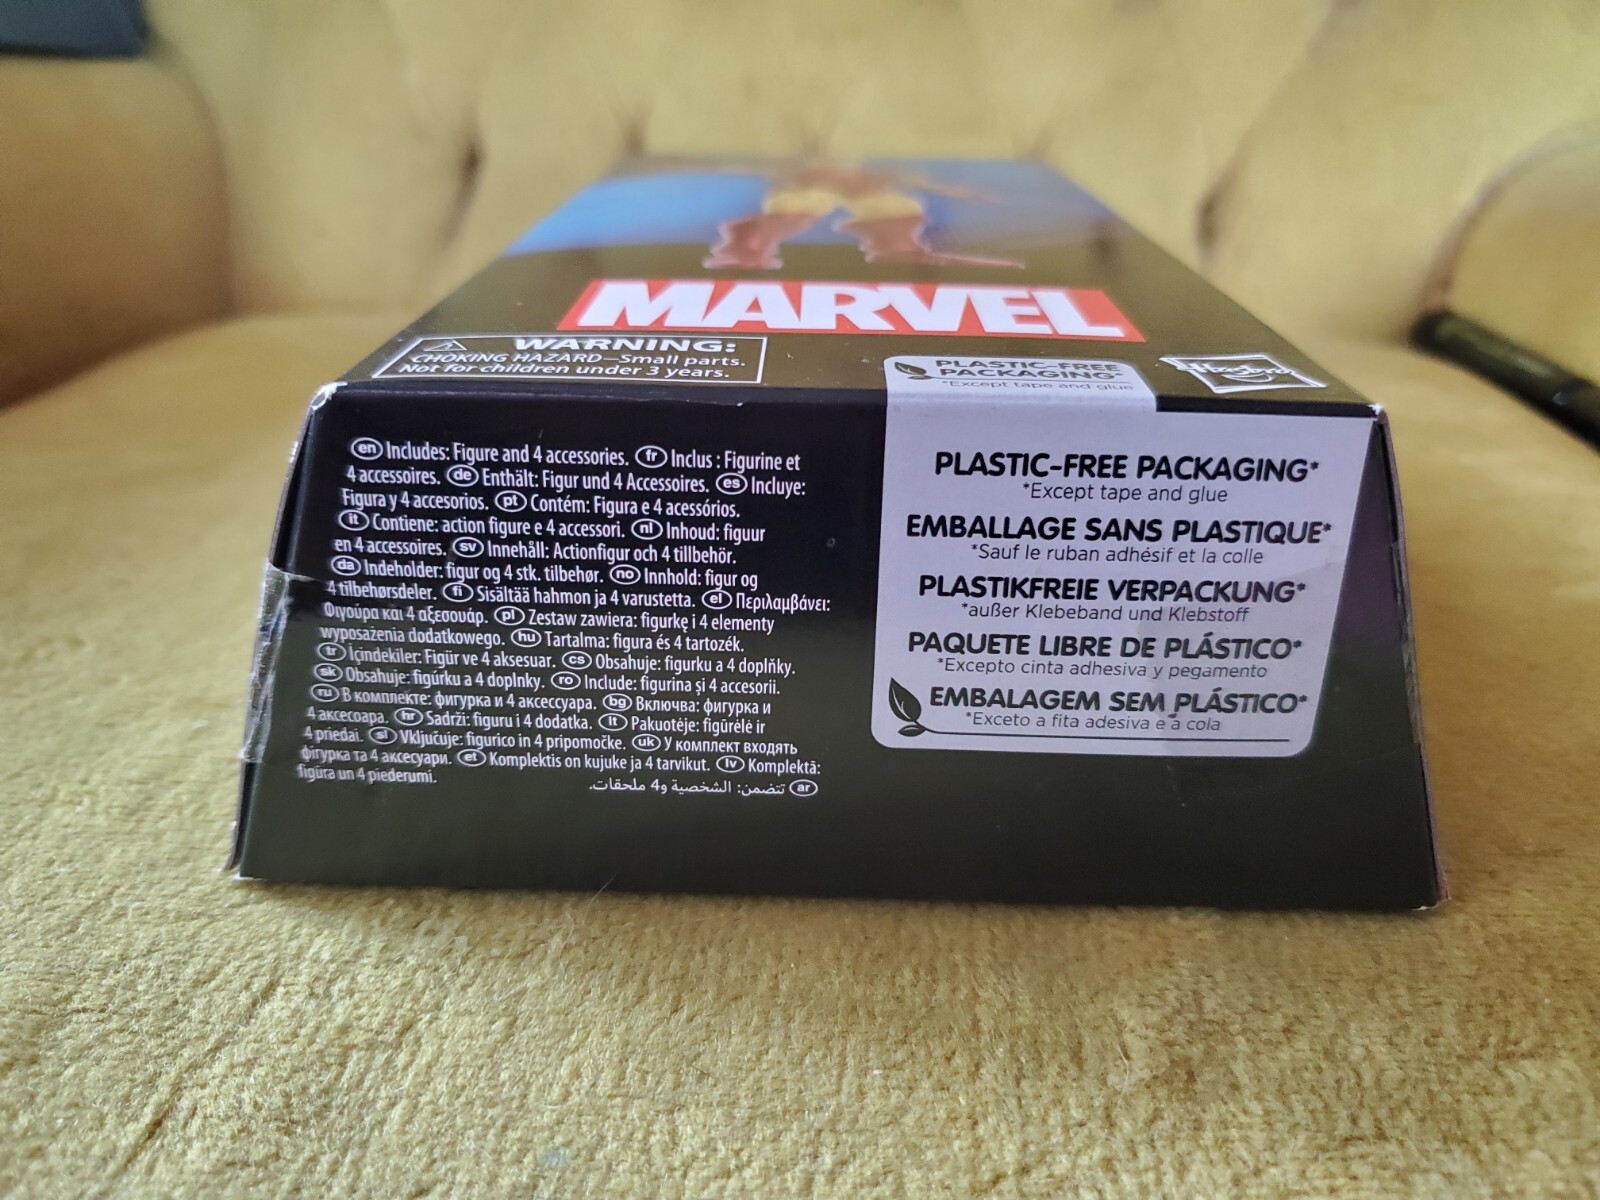 MARVEL
WARNING:
CHOKING HAZARD—Small parts.
Not for children under 3 years.
PLASTIC-FREE
PACKAGING*
*Except tape and glue
Hasbro
en Includes: Figure and 4 accessories. fr Inclus : Figurine et
4 accessoires. de Enthält: Figur und 4 Accessoires. es Incluye:
Figura y 4 accesorios. pt Contém: Figura e 4 acessórios.
it Contiene: action figure e 4 accessori. nl Inhoud: figuur
en 4 accessoires. sv Innehåll: Actionfigur och 4 tillbehör.
da Indeholder: figur og 4 stk. tilbehør. no Innhold: figur og
4 tilbehørsdeler. fi Sisältää hahmon ja 4 varustetta. el Περιλαμβάνει:
Φιγούρα και 4 αξεσουάρ. pl Zestaw zawiera: figurkę i 4 elementy
wyposażenia dodatkowego. hu Tartalma: figura és 4 tartozék.
tr İçindekiler: Figür ve 4 aksesuar. cs Obsahuje: figurku a 4 doplňky.
sk Obsahuje: figúrku a 4 doplnky. ro Include: figurina și 4 accesorii.
ru В комплекте: фигурка и 4 аксессуара. bg Включва: фигурка и
4 аксесоара. hr Sadrži: figuru i 4 dodatka. lt Pakuotėje: figūrėlė ir
4 priedai. sl Vključuje: figurico in 4 pripomočke. uk У комплект входять
фігурка та 4 аксесуари. et Komplektis on kujuke ja 4 tarvikut. lv Komplektā:
figūra un 4 piederumi.
ar تتضمن: الشخصية و4 ملحقات.
PLASTIC-FREE PACKAGING*
*Except tape and glue
EMBALLAGE SANS PLASTIQUE*
*Sauf le ruban adhésif et la colle
PLASTIKFREIE VERPACKUNG*
*außer Klebeband und Klebstoff
PAQUETE LIBRE DE PLÁSTICO*
*Excepto cinta adhesiva y pegamento
EMBALAGEM SEM PLÁSTICO*
*Exceto a fita adesiva e a cola